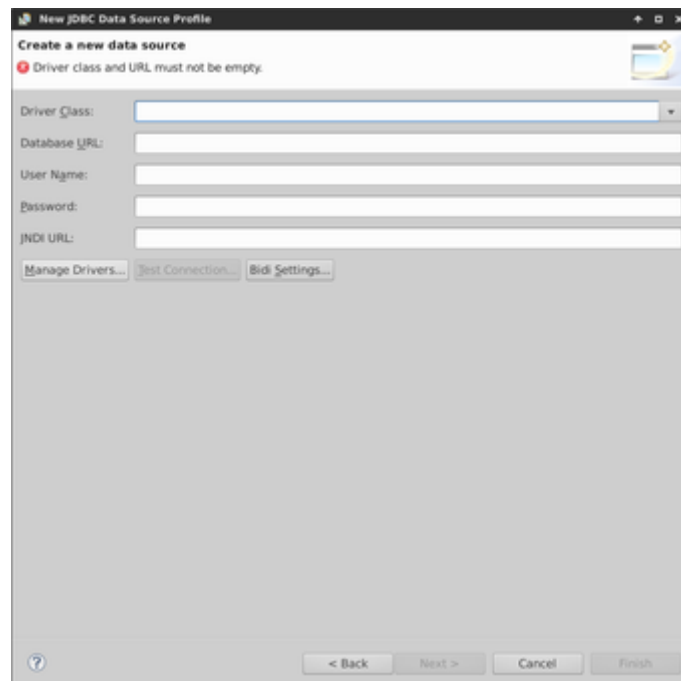 New JDBC Data Source Profile
Create a new data source
Driver class and URL must not be empty.
Driver Class:
Database URL:
User Name:
Password:
JNDI URL:
Manage Drivers... Test Connection... Bidi Settings...
? < Back Next > Cancel Finish